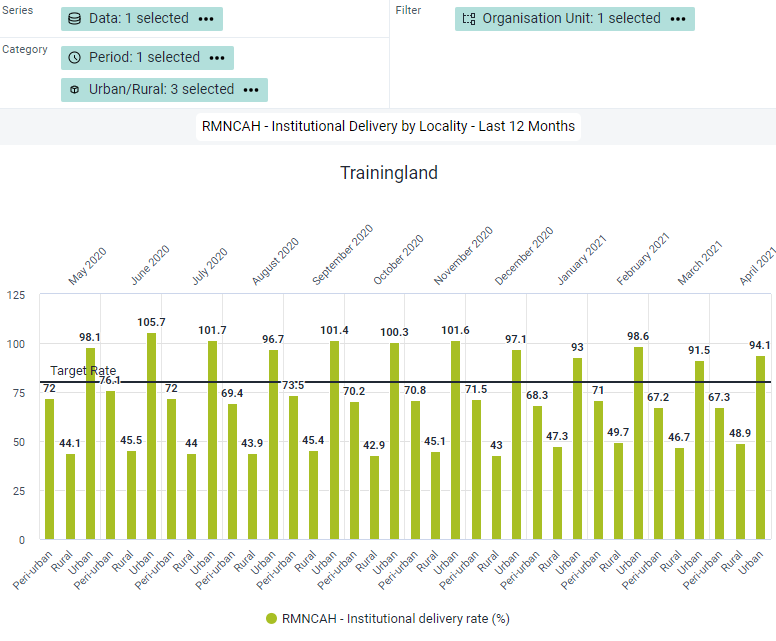 Series
Data: 1 selected •••
Filter
Organisation Unit: 1 selected •••
Category
Period: 1 selected •••
Urban/Rural: 3 selected •••
RMNCAH - Institutional Delivery by Locality - Last 12 Months
Trainingland
May 2020 June 2020 July 2020 August 2020 September 2020 October 2020 November 2020 December 2020 January 2021 February 2021 March 2021 April 2021
125
100
75
50
25
0
Target Rate
72 44.1 98.1 76.1 45.5 105.7 72 44 101.7 69.4 43.9 96.7 73.5 45.4 101.4 70.2 42.9 100.3 70.8 45.1 101.6 71.5 43 97.1 68.3 47.3 93 71 49.7 98.6 67.2 46.7 91.5 67.3 48.9 94.1
Peri-urban Rural Urban Peri-urban Rural Urban Peri-urban Rural Urban Peri-urban Rural Urban Peri-urban Rural Urban Peri-urban Rural Urban Peri-urban Rural Urban Peri-urban Rural Urban Peri-urban Rural Urban Peri-urban Rural Urban Peri-urban Rural Urban Peri-urban Rural Urban
RMNCAH - Institutional delivery rate (%)